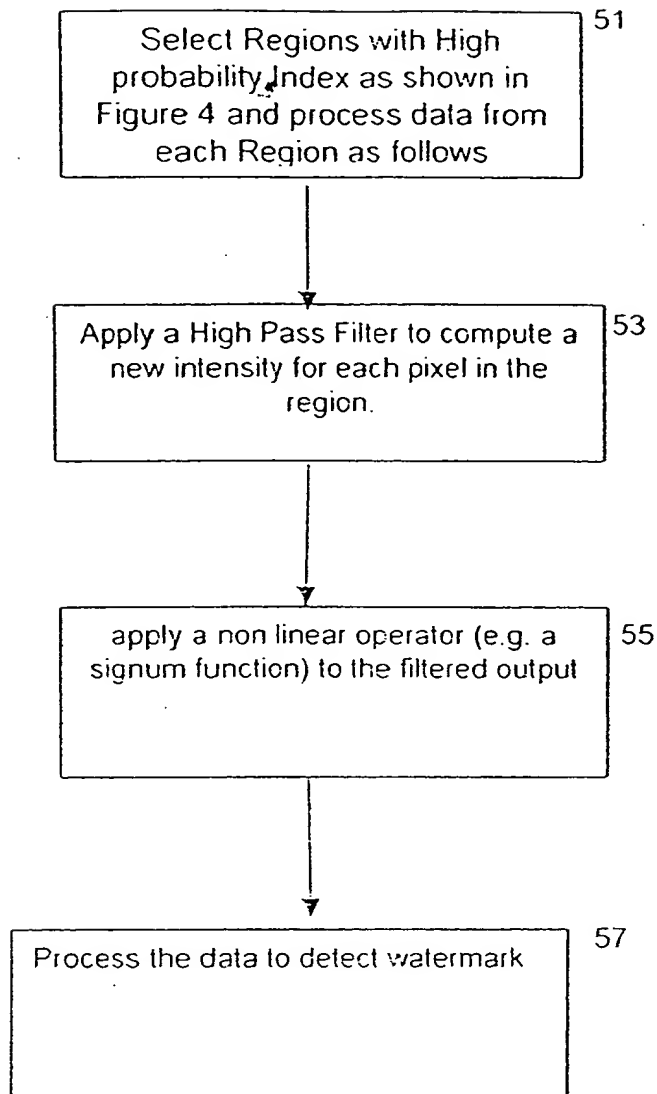 51
Select Regions with High
probability Index as shown in
Figure 4 and process data from
each Region as follows
53
Apply a High Pass Filter to compute a
new intensity for each pixel in the
region.
55
apply a non linear operator (e.g. a
signum function) to the filtered output
57
Process the data to detect watermark